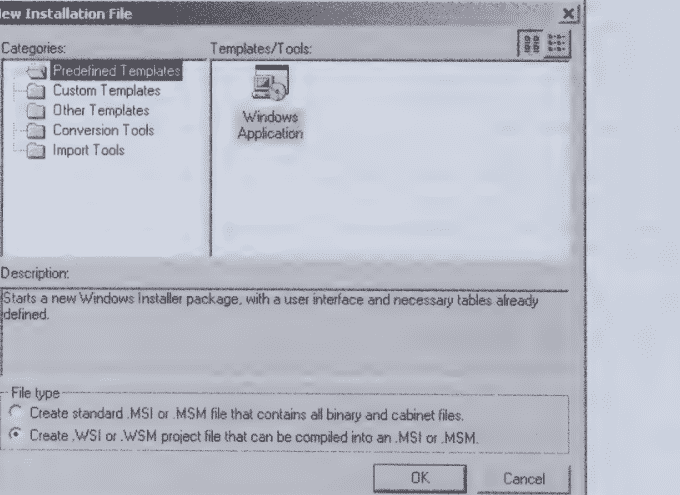 ew Installation File
Categories:
Templates/Tools:
Predefined Templates
Custom Templates
Other Templates
Conversion Tools
Import Tools
Windows
Application
Description:
Starts a new Windows Installer package, with a user interface and necessary tables already
defined.
File type
Create standard .MSI or .MSM file that contains all binary and cabinet files.
Create .WSI or .WSM project file that can be compiled into an .MSI or .MSM.
OK
Cancel